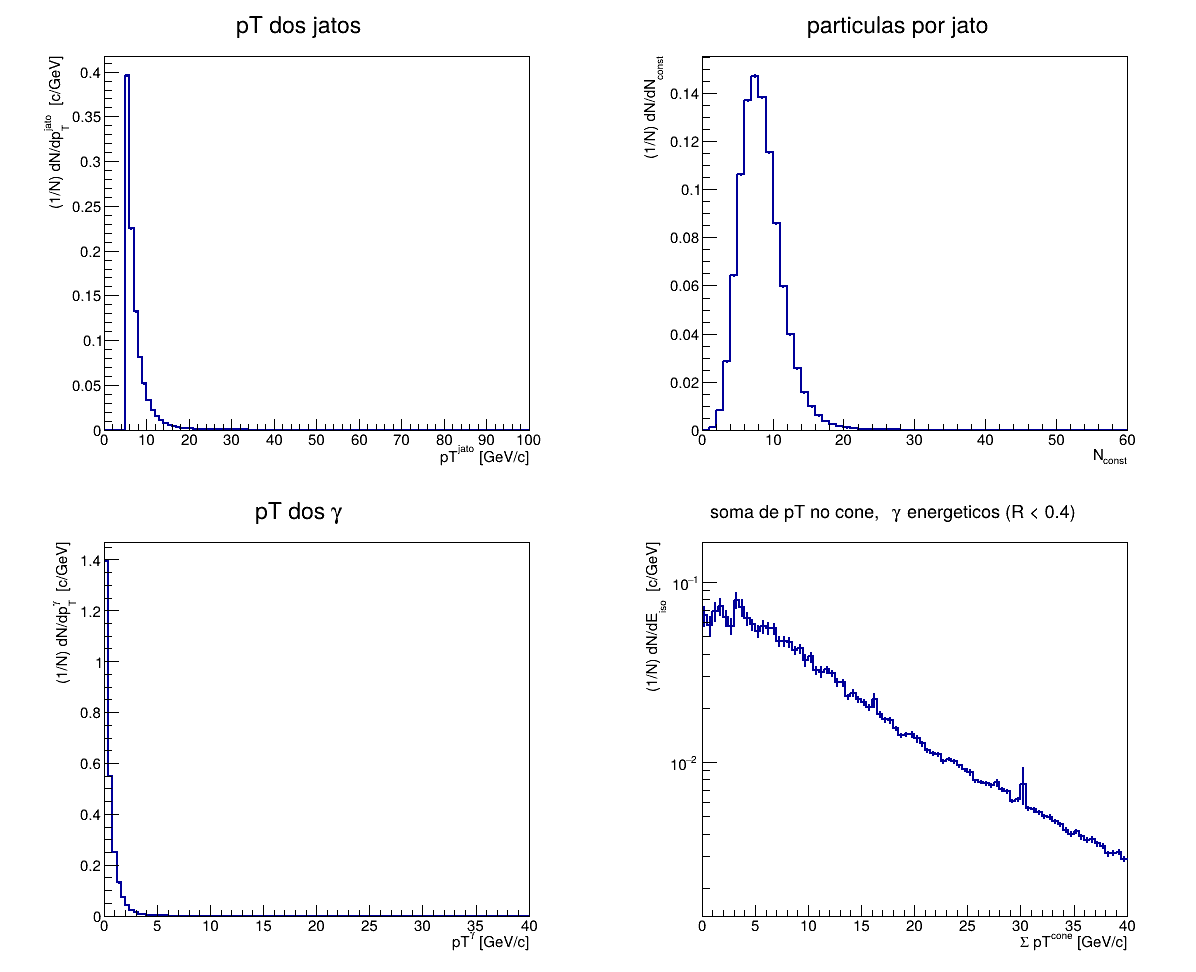 pT dos jatos
(1/N) dN/dp_T^jato [c/GeV]
0.4
0.35
0.3
0.25
0.2
0.15
0.1
0.05
0
0 10 20 30 40 50 60 70 80 90 100
pT^jato [GeV/c]
particulas por jato
(1/N) dN/dN_const
0.14
0.12
0.1
0.08
0.06
0.04
0.02
0
0 10 20 30 40 50 60
N_const
pT dos γ
(1/N) dN/dp_T^γ [c/GeV]
1.4
1.2
1
0.8
0.6
0.4
0.2
0
0 5 10 15 20 25 30 35 40
pT^γ [GeV/c]
soma de pT no cone, γ energeticos (R < 0.4)
(1/N) dN/dE_iso [c/GeV]
10^−1
10^−2
0 5 10 15 20 25 30 35 40
Σ pT^cone [GeV/c]